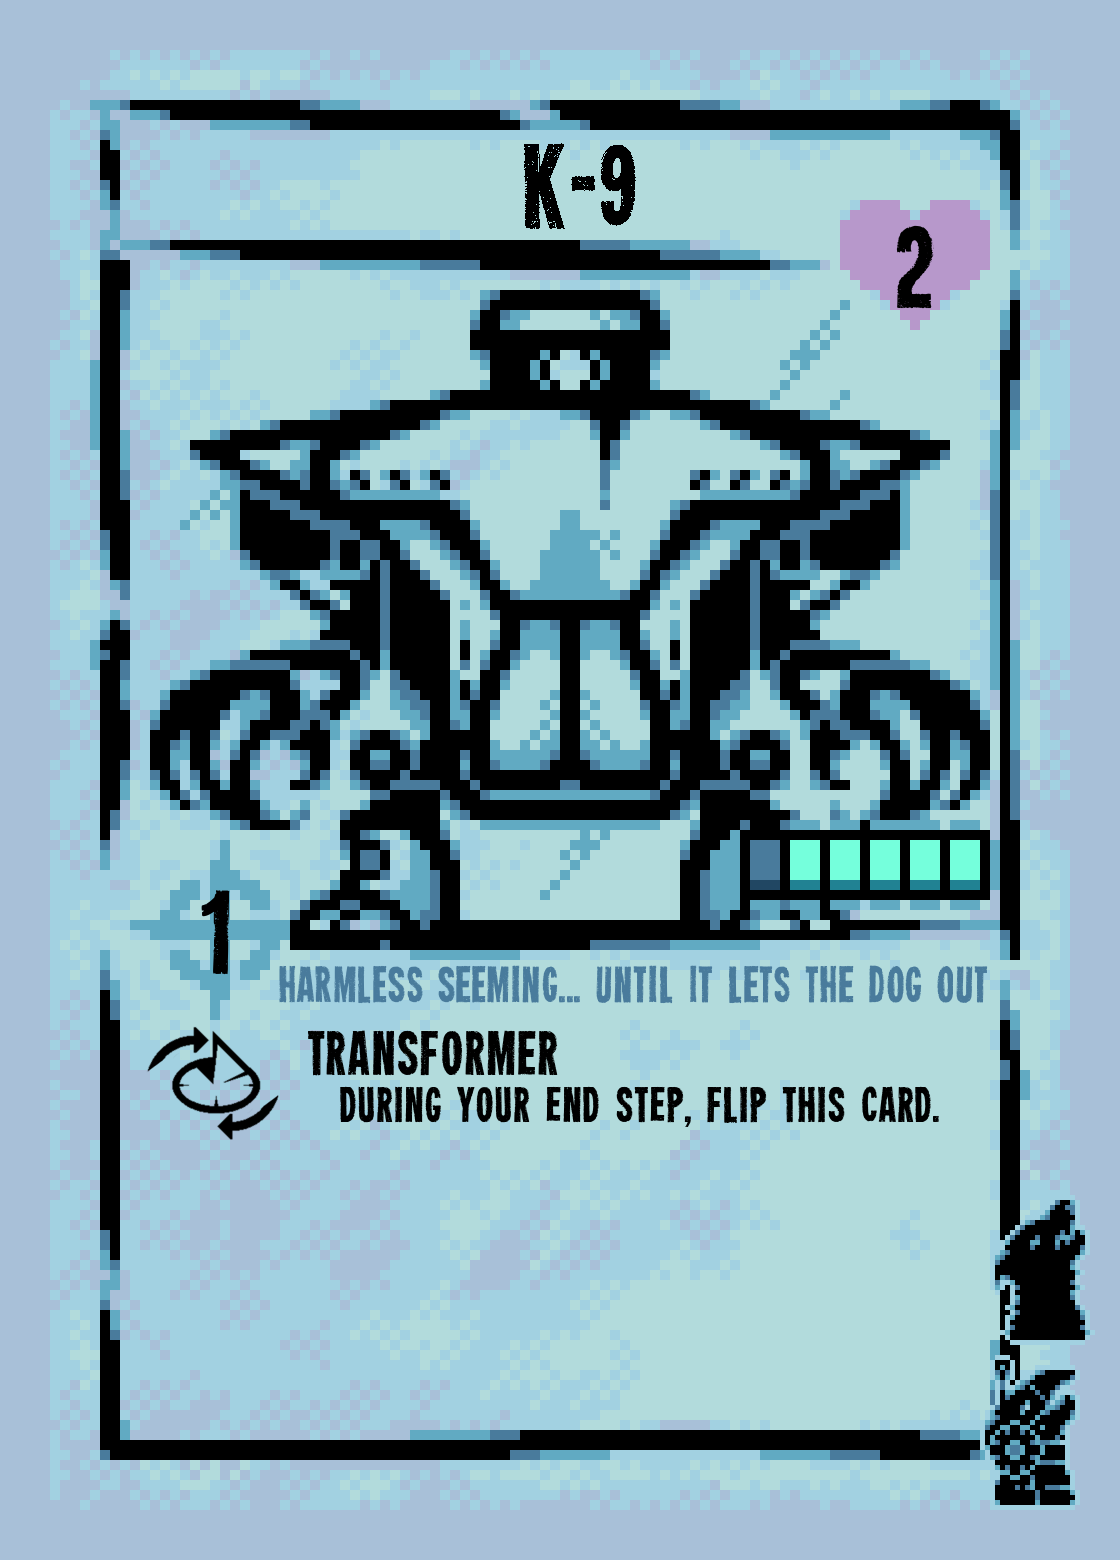 K-9
2
1
HARMLESS SEEMING... UNTIL IT LETS THE DOG OUT
TRANSFORMER
DURING YOUR END STEP, FLIP THIS CARD.